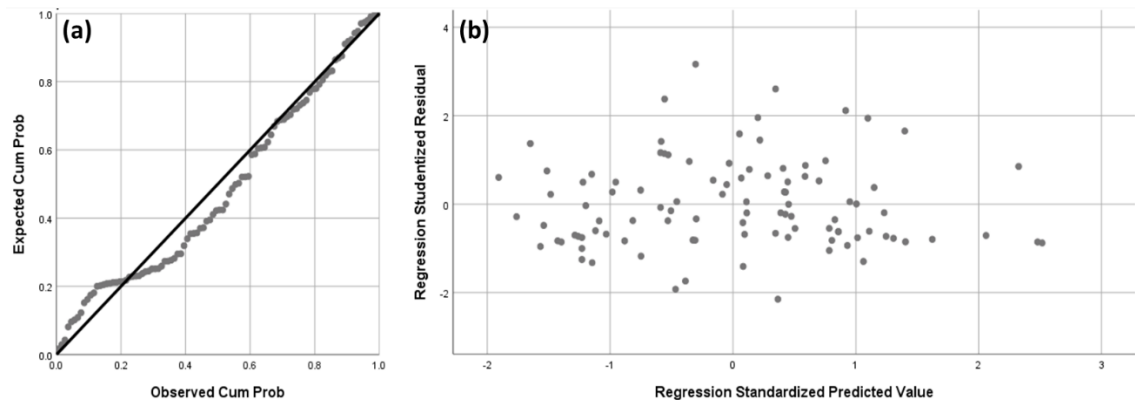 (a)
Expected Cum Prob
1.0
0.8
0.6
0.4
0.2
0.0
0.0 0.2 0.4 0.6 0.8 1.0
Observed Cum Prob
(b)
Regression Studentized Residual
4
2
0
-2
-2 -1 0 1 2 3
Regression Standardized Predicted Value